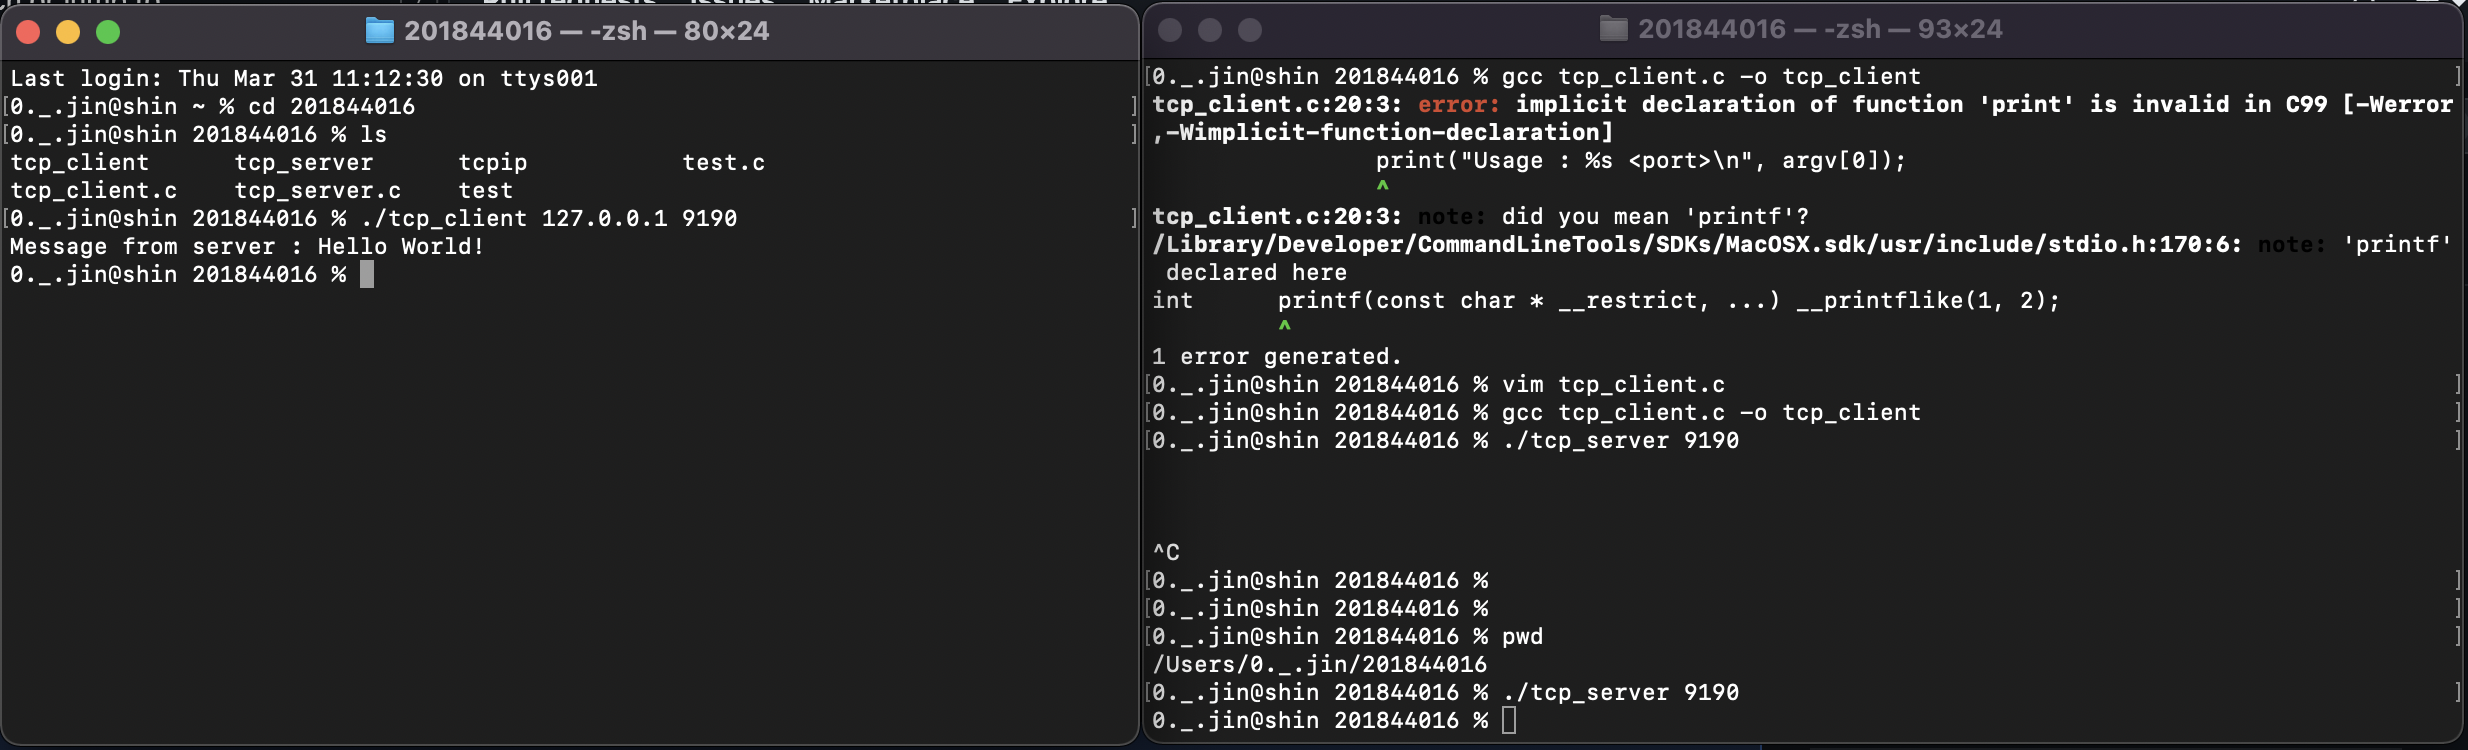 Pull requests Issues Marketplace Explore
201844016 — -zsh — 80×24
Last login: Thu Mar 31 11:12:30 on ttys001
[0._.jin@shin ~ % cd 201844016 ]
[0._.jin@shin 201844016 % ls ]
tcp_client tcp_server tcpip test.c
tcp_client.c tcp_server.c test
[0._.jin@shin 201844016 % ./tcp_client 127.0.0.1 9190 ]
Message from server : Hello World!
0._.jin@shin 201844016 %
201844016 — -zsh — 93×24
[0._.jin@shin 201844016 % gcc tcp_client.c -o tcp_client ]
tcp_client.c:20:3: error: implicit declaration of function 'print' is invalid in C99 [-Werror
,-Wimplicit-function-declaration]
print("Usage : %s <port>\n", argv[0]);
^
tcp_client.c:20:3: note: did you mean 'printf'?
/Library/Developer/CommandLineTools/SDKs/MacOSX.sdk/usr/include/stdio.h:170:6: note: 'printf'
declared here
int printf(const char * __restrict, ...) __printflike(1, 2);
^
1 error generated.
[0._.jin@shin 201844016 % vim tcp_client.c ]
[0._.jin@shin 201844016 % gcc tcp_client.c -o tcp_client ]
[0._.jin@shin 201844016 % ./tcp_server 9190 ]
^C
[0._.jin@shin 201844016 % ]
[0._.jin@shin 201844016 % ]
[0._.jin@shin 201844016 % pwd ]
/Users/0._.jin/201844016
[0._.jin@shin 201844016 % ./tcp_server 9190 ]
0._.jin@shin 201844016 %